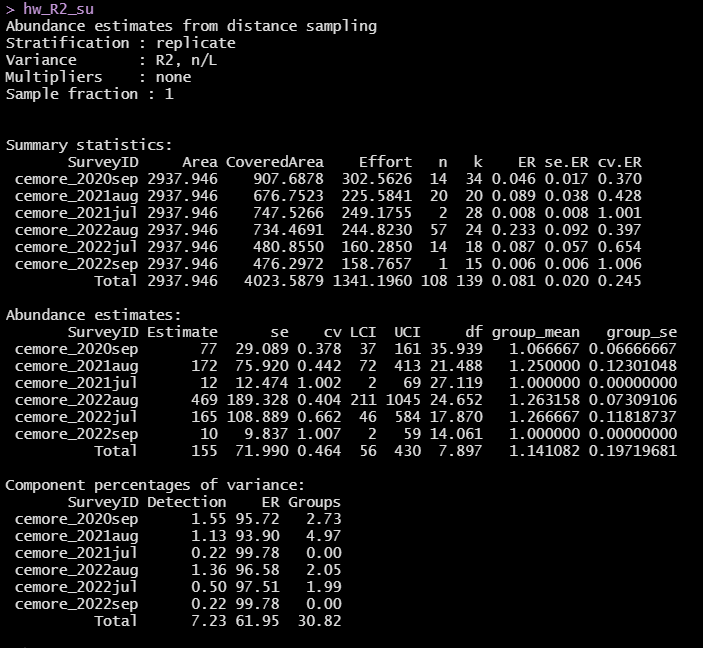 > hw_R2_su
Abundance estimates from distance sampling
Stratification : replicate
Variance       : R2, n/L
Multipliers    : none
Sample fraction : 1
Summary statistics:
SurveyID Area CoveredArea Effort n k ER se.ER cv.ER
cemore_2020sep 2937.946 907.6878 302.5626 14 34 0.046 0.017 0.370
cemore_2021aug 2937.946 676.7523 225.5841 20 20 0.089 0.038 0.428
cemore_2021jul 2937.946 747.5266 249.1755 2 28 0.008 0.008 1.001
cemore_2022aug 2937.946 734.4691 244.8230 57 24 0.233 0.092 0.397
cemore_2022jul 2937.946 480.8550 160.2850 14 18 0.087 0.057 0.654
cemore_2022sep 2937.946 476.2972 158.7657 1 15 0.006 0.006 1.006
Total 2937.946 4023.5879 1341.1960 108 139 0.081 0.020 0.245
Abundance estimates:
SurveyID Estimate se cv LCI UCI df group_mean group_se
cemore_2020sep 77 29.089 0.378 37 161 35.939 1.066667 0.06666667
cemore_2021aug 172 75.920 0.442 72 413 21.488 1.250000 0.12301048
cemore_2021jul 12 12.474 1.002 2 69 27.119 1.000000 0.00000000
cemore_2022aug 469 189.328 0.404 211 1045 24.652 1.263158 0.07309106
cemore_2022jul 165 108.889 0.662 46 584 17.870 1.266667 0.11818737
cemore_2022sep 10 9.837 1.007 2 59 14.061 1.000000 0.00000000
Total 155 71.990 0.464 56 430 7.897 1.141082 0.19719681
Component percentages of variance:
SurveyID Detection ER Groups
cemore_2020sep 1.55 95.72 2.73
cemore_2021aug 1.13 93.90 4.97
cemore_2021jul 0.22 99.78 0.00
cemore_2022aug 1.36 96.58 2.05
cemore_2022jul 0.50 97.51 1.99
cemore_2022sep 0.22 99.78 0.00
Total 7.23 61.95 30.82